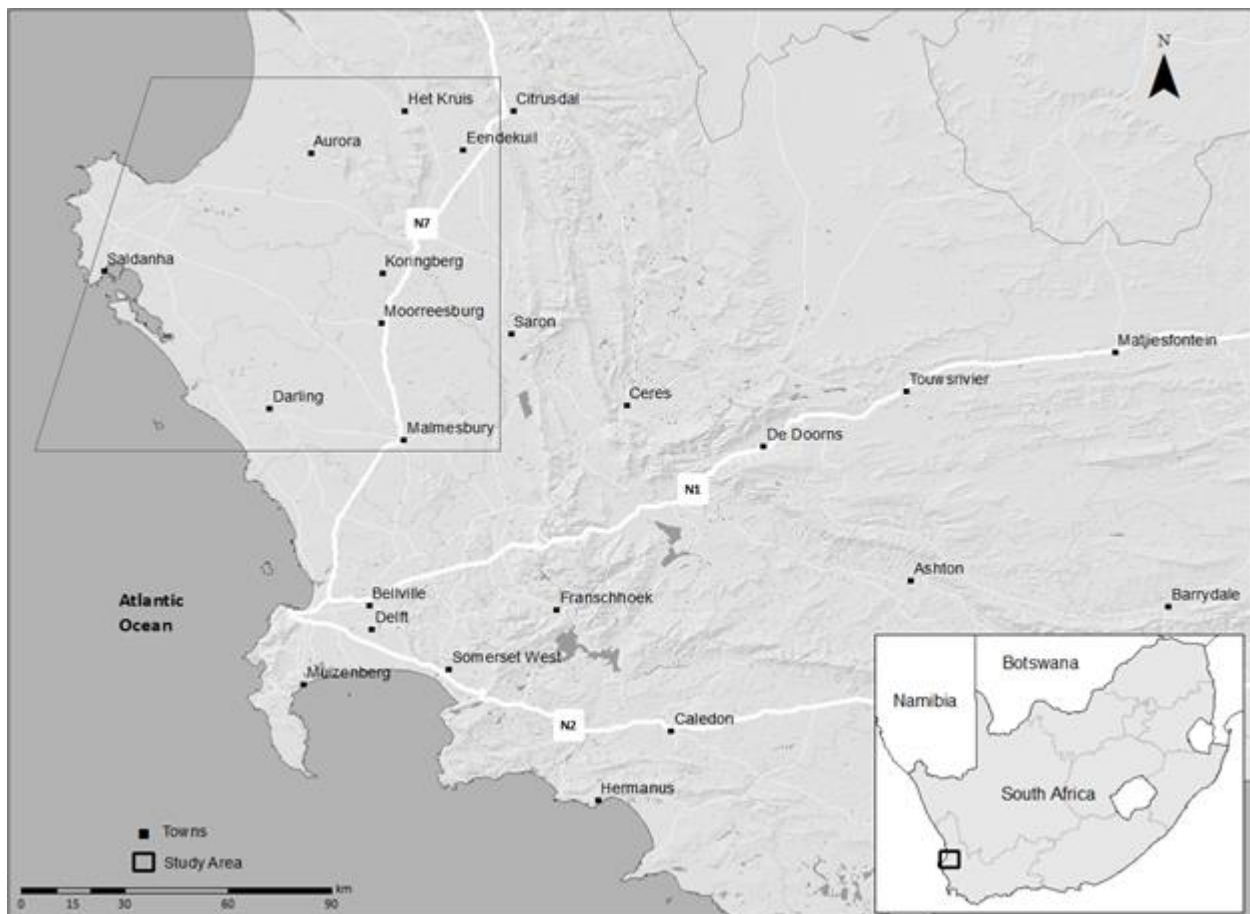 N
Het Kruis
Citrusdal
Aurora
Eendekuil
N7
Saldanha
Koringberg
Moorreesburg
Saron
Matjiesfontein
Touwsrivier
Darling
Ceres
Malmesbury
De Doorns
N1
Ashton
Atlantic
Ocean
Bellville
Franschhoek
Barrydale
Delft
Somerset West
Muizenberg
Botswana
Namibia
N2
Caledon
Hermanus
South Africa
Towns
Study Area
km
0 15 30 60 90